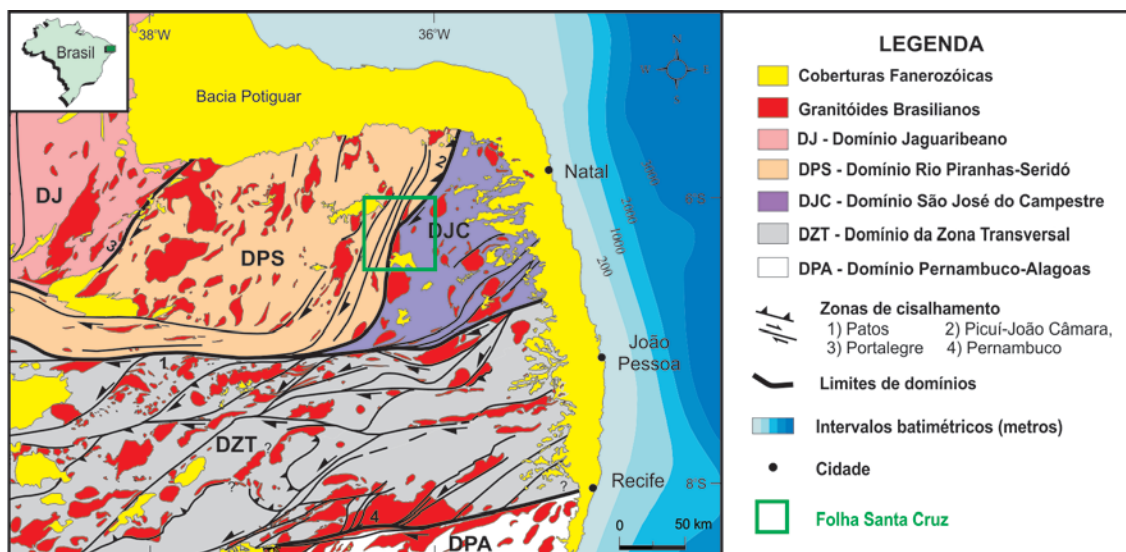 38°W
36°W
Brasil
Bacia Potiguar
N
W
L
S
Natal
6°S
DJ
3
2
DJC
DPS
3000
2000
1000
200
João
Pessoa
1
DZT
?
?
?
?
Recife
8°S
4
DPA
0 50 km
LEGENDA
Coberturas Fanerozóicas
Granitóides Brasilianos
DJ - Domínio Jaguaribeano
DPS - Domínio Rio Piranhas-Seridó
DJC - Domínio São José do Campestre
DZT - Domínio da Zona Transversal
DPA - Domínio Pernambuco-Alagoas
Zonas de cisalhamento
1) Patos 2) Picuí-João Câmara,
3) Portalegre 4) Pernambuco
Limites de domínios
Intervalos batimétricos (metros)
Cidade
Folha Santa Cruz